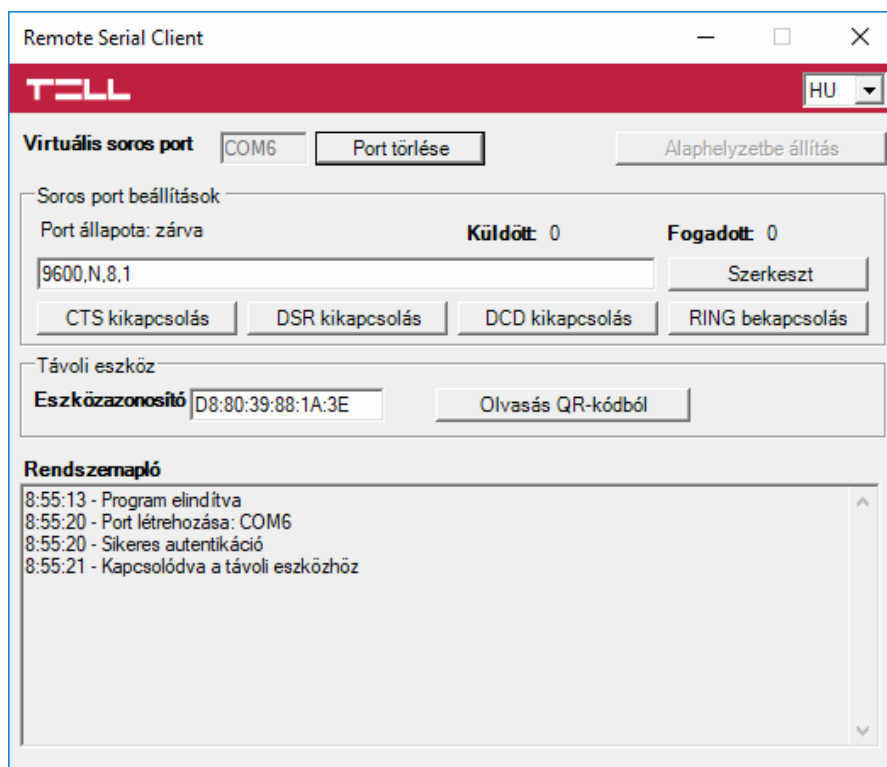 Remote Serial Client
TELL
HU
Virtuális soros port COM6 Port törlése Alaphelyzetbe állítás
Soros port beállítások
Port állapota: zárva Küldött: 0 Fogadott: 0
9600,N,8,1 Szerkeszt
CTS kikapcsolás DSR kikapcsolás DCD kikapcsolás RING bekapcsolás
Távoli eszköz
Eszközazonosító D8:80:39:88:1A:3E Olvasás QR-kódból
Rendszernapló
8:55:13 - Program elindítva
8:55:20 - Port létrehozása: COM6
8:55:20 - Sikeres autentikáció
8:55:21 - Kapcsolódva a távoli eszközhöz